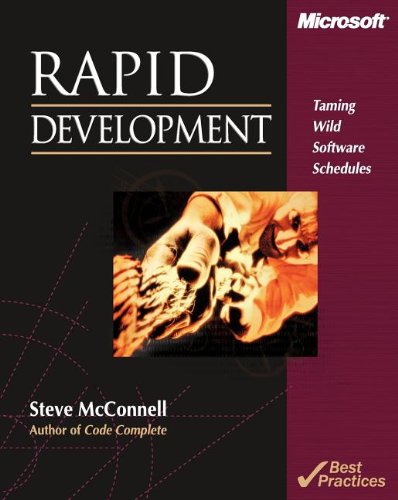 Microsoft®
RAPID
DEVELOPMENT
Taming
Wild
Software
Schedules
Steve McConnell
Author of Code Complete
Best
Practices